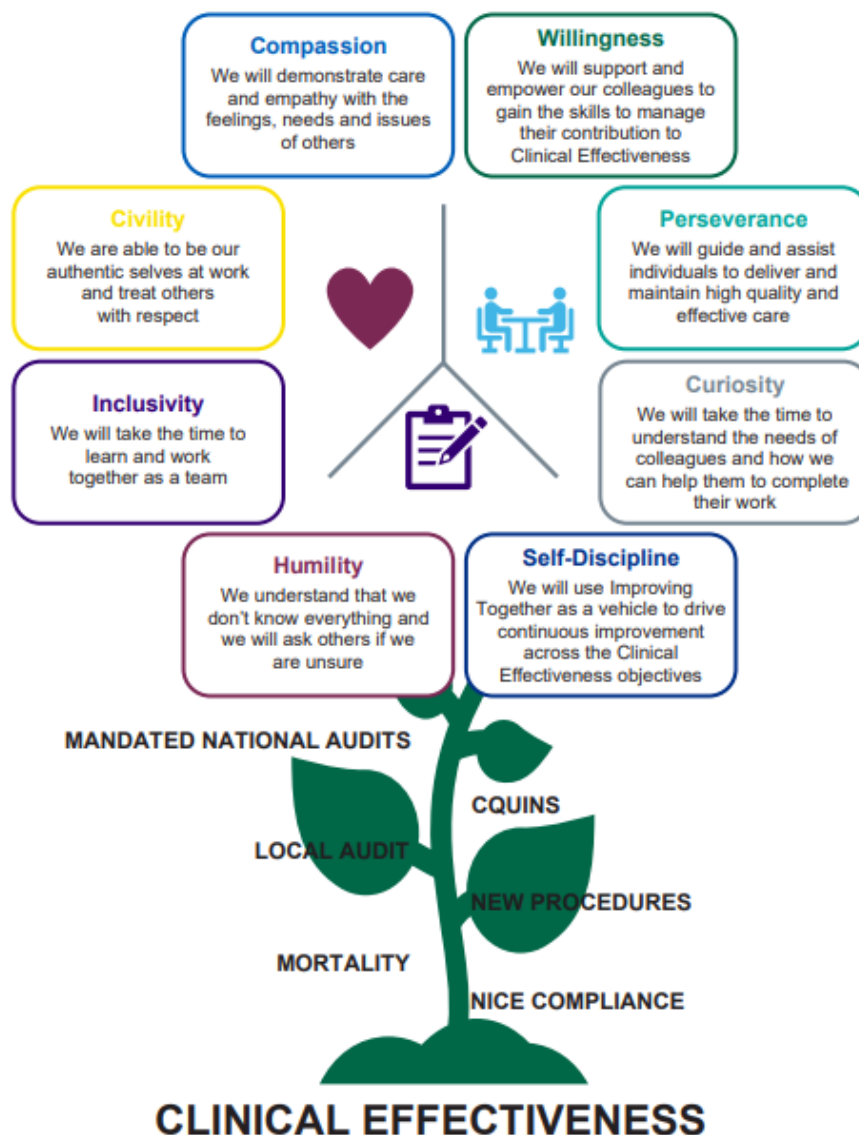 Compassion
We will demonstrate care
and empathy with the
feelings, needs and issues
of others
Willingness
We will support and
empower our colleagues to
gain the skills to manage
their contribution to
Clinical Effectiveness
Civility
We are able to be our
authentic selves at work
and treat others
with respect
Perseverance
We will guide and assist
individuals to deliver and
maintain high quality and
effective care
Inclusivity
We will take the time to
learn and work
together as a team
Curiosity
We will take the time to
understand the needs of
colleagues and how we
can help them to complete
their work
Humility
We understand that we
don't know everything and
we will ask others if we
are unsure
Self-Discipline
We will use Improving
Together as a vehicle to drive
continuous improvement
across the Clinical
Effectiveness objectives
MANDATED NATIONAL AUDITS
CQUINS
LOCAL AUDIT
NEW PROCEDURES
MORTALITY
NICE COMPLIANCE
CLINICAL EFFECTIVENESS